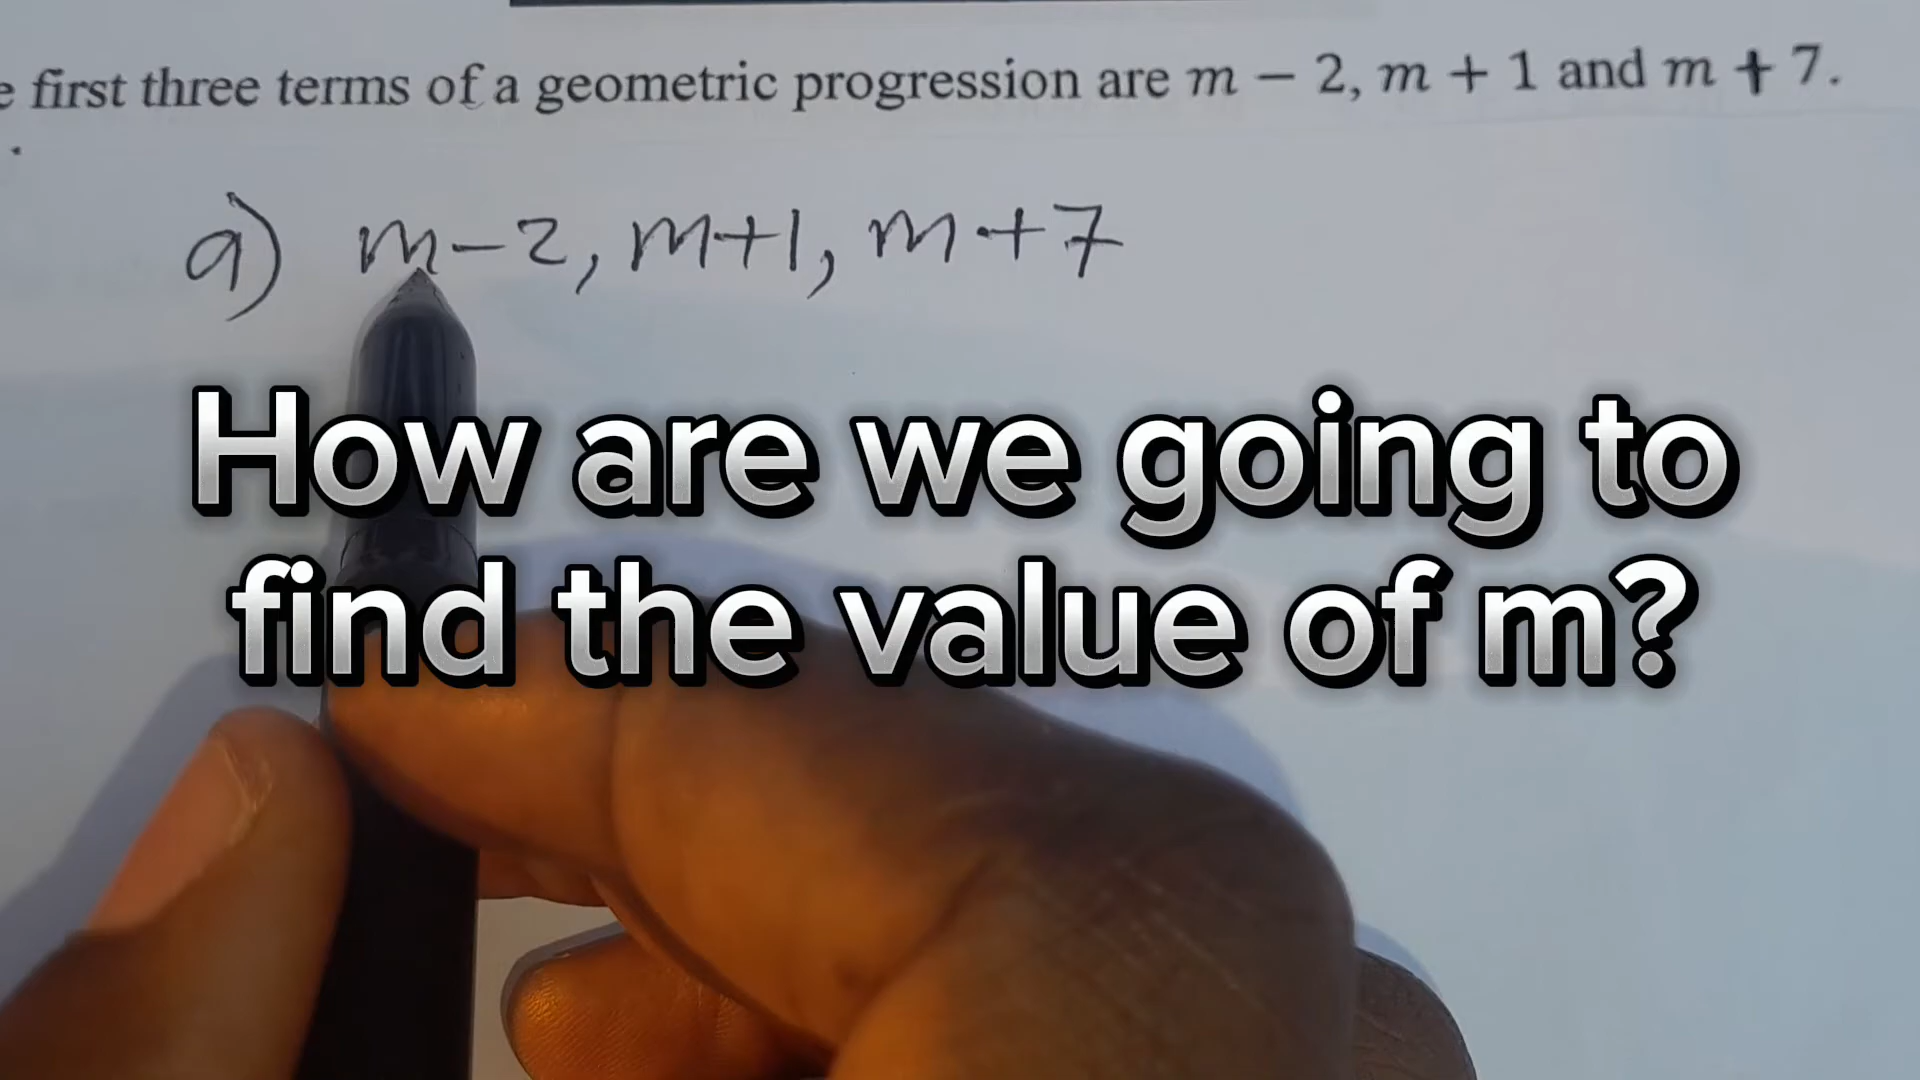 e first three terms of a geometric progression are m − 2, m + 1 and m + 7.
a) m-2, m+1, m+7
How are we going to
find the value of m?